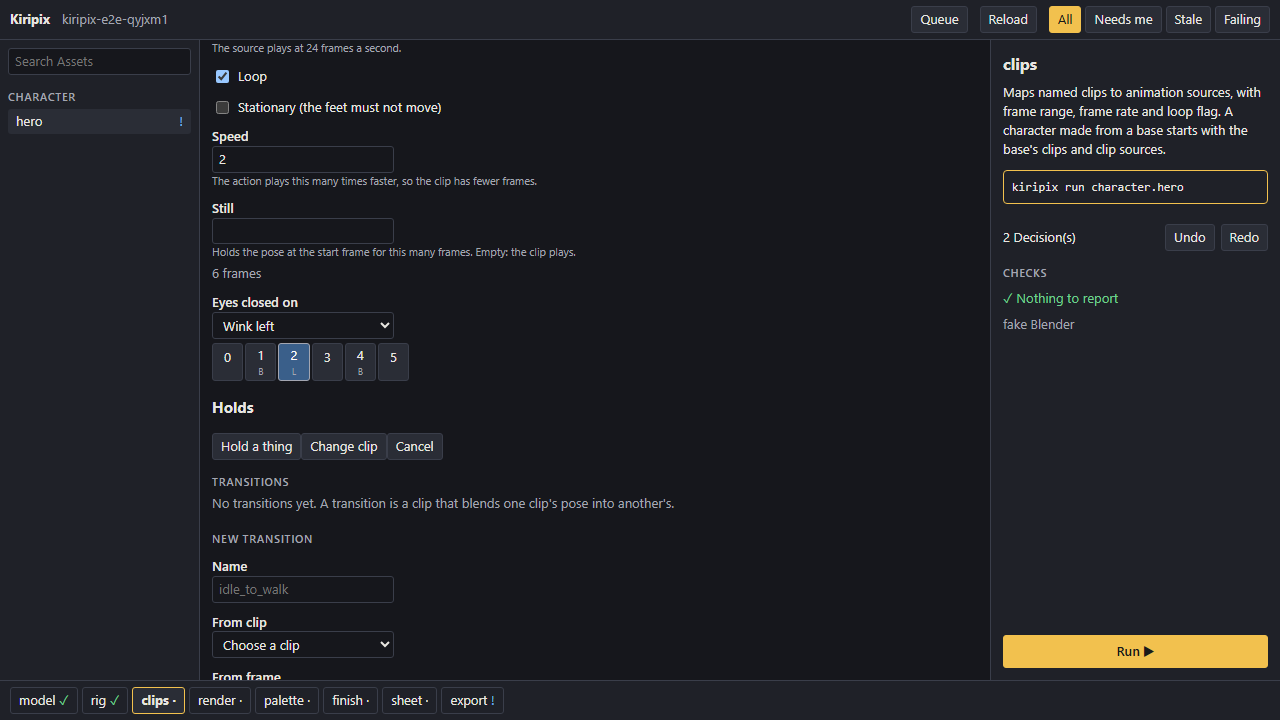 Kiripix kiripix-e2e-qyjxm1 Queue Reload All Needs me Stale Failing
Search Assets
CHARACTER
hero !
The source plays at 24 frames a second.
Loop
Stationary (the feet must not move)
Speed
2
The action plays this many times faster, so the clip has fewer frames.
Still
Holds the pose at the start frame for this many frames. Empty: the clip plays.
6 frames
Eyes closed on
Wink left
0 1 2 3 4 5
B L B
Holds
Hold a thing Change clip Cancel
TRANSITIONS
No transitions yet. A transition is a clip that blends one clip's pose into another's.
NEW TRANSITION
Name
idle_to_walk
From clip
Choose a clip
From frame
clips
Maps named clips to animation sources, with
frame range, frame rate and loop flag. A
character made from a base starts with the
base's clips and clip sources.
kiripix run character.hero
2 Decision(s) Undo Redo
CHECKS
✓ Nothing to report
fake Blender
Run ▶
model ✓ rig ✓ clips · render · palette · finish · sheet · export !